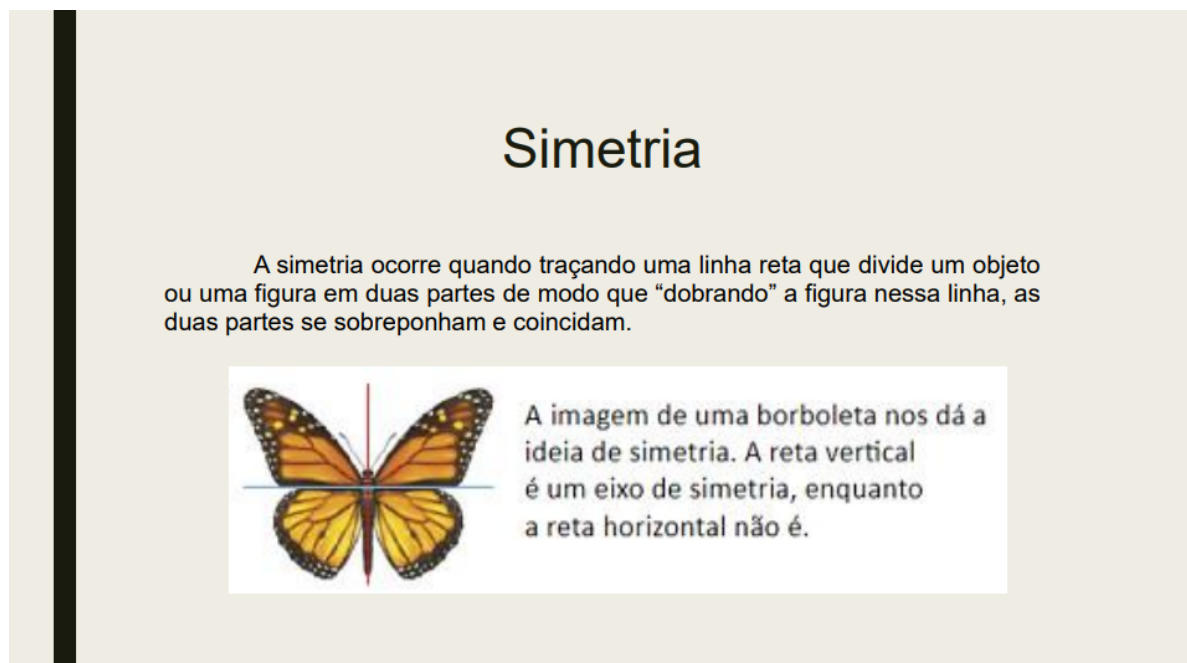 Simetria
A simetria ocorre quando traçando uma linha reta que divide um objeto
ou uma figura em duas partes de modo que “dobrando” a figura nessa linha, as
duas partes se sobreponham e coincidam.
A imagem de uma borboleta nos dá a
ideia de simetria. A reta vertical
é um eixo de simetria, enquanto
a reta horizontal não é.